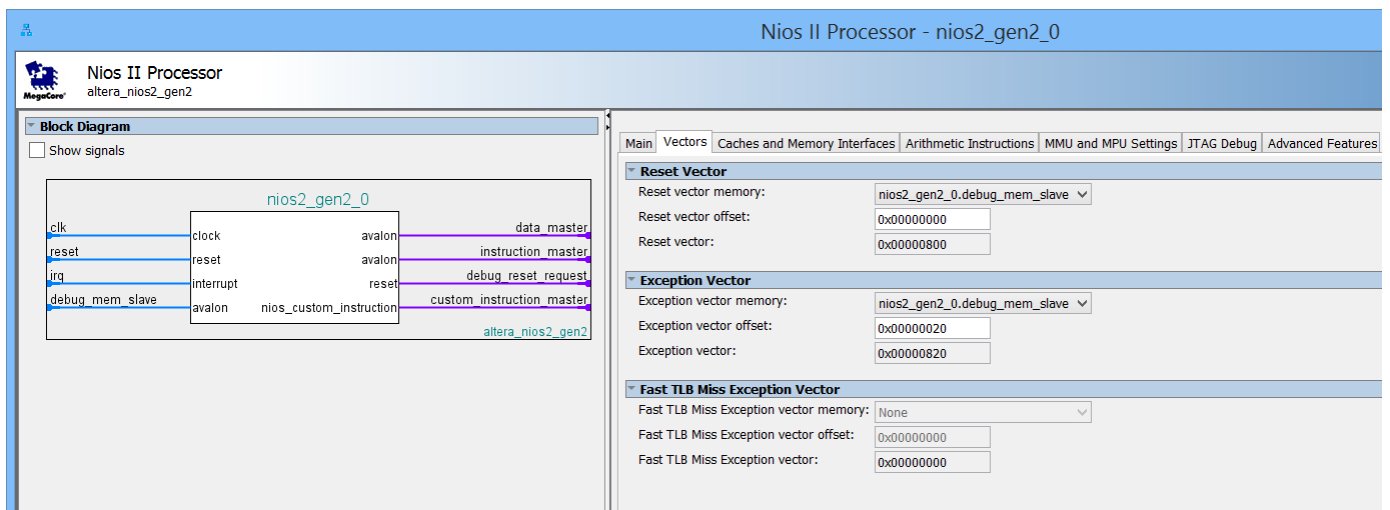 Nios II Processor - nios2_gen2_0
MegaCore®
Nios II Processor
altera_nios2_gen2
Block Diagram
Show signals
nios2_gen2_0
clk
clock
reset
reset
irq
interrupt
debug_mem_slave
avalon
data_master
avalon
instruction_master
avalon
debug_reset_request
reset
custom_instruction_master
nios_custom_instruction
altera_nios2_gen2
Main Vectors Caches and Memory Interfaces Arithmetic Instructions MMU and MPU Settings JTAG Debug Advanced Features
Reset Vector
Reset vector memory: nios2_gen2_0.debug_mem_slave
Reset vector offset: 0x00000000
Reset vector: 0x00000800
Exception Vector
Exception vector memory: nios2_gen2_0.debug_mem_slave
Exception vector offset: 0x00000020
Exception vector: 0x00000820
Fast TLB Miss Exception Vector
Fast TLB Miss Exception vector memory: None
Fast TLB Miss Exception vector offset: 0x00000000
Fast TLB Miss Exception vector: 0x00000000